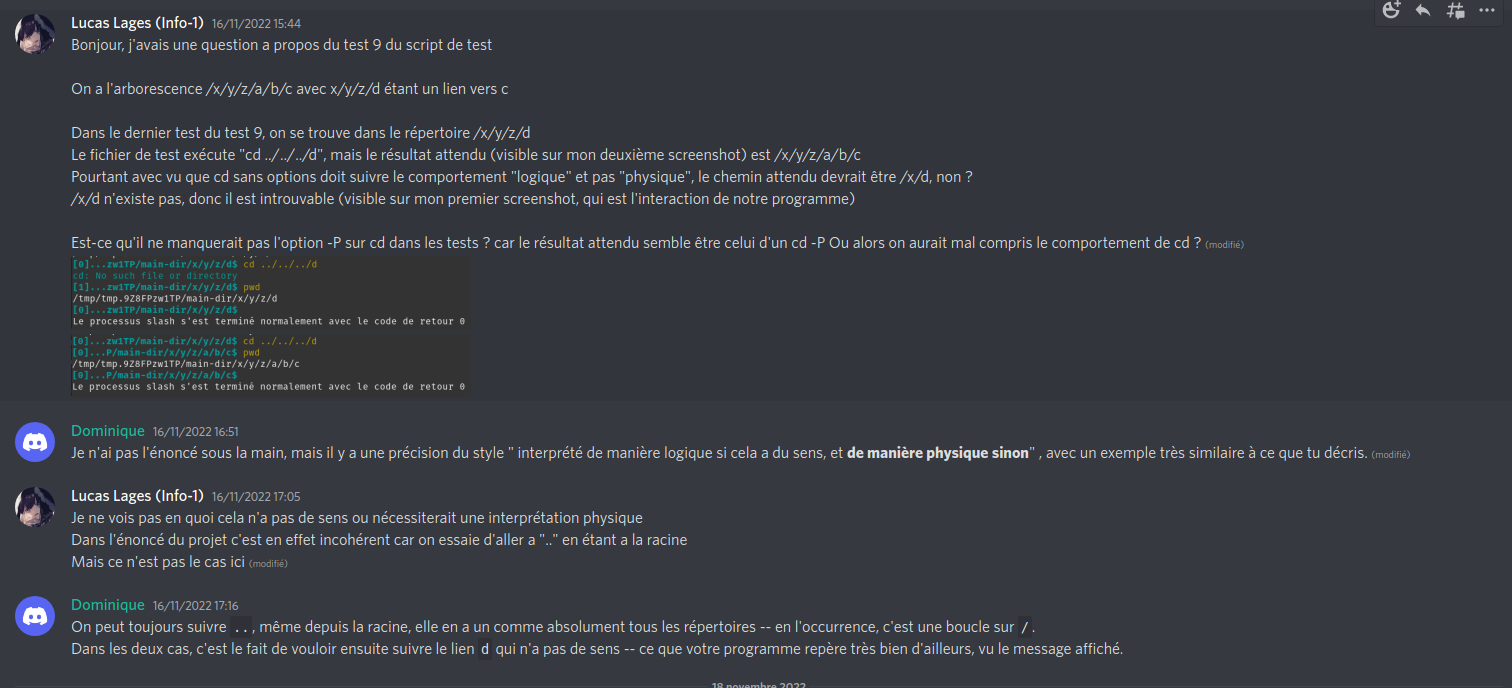 Lucas Lages (Info-1) 16/11/2022 15:44
Bonjour, j'avais une question a propos du test 9 du script de test
On a l'arborescence /x/y/z/a/b/c avec x/y/z/d étant un lien vers c
Dans le dernier test du test 9, on se trouve dans le répertoire /x/y/z/d
Le fichier de test exécute "cd ../../../d", mais le résultat attendu (visible sur mon deuxième screenshot) est /x/y/z/a/b/c
Pourtant avec vu que cd sans options doit suivre le comportement "logique" et pas "physique", le chemin attendu devrait être /x/d, non ?
/x/d n'existe pas, donc il est introuvable (visible sur mon premier screenshot, qui est l'interaction de notre programme)
Est-ce qu'il ne manquerait pas l'option -P sur cd dans les tests ? car le résultat attendu semble être celui d'un cd -P Ou alors on aurait mal compris le comportement de cd ? (modifié)
[0]...zw1TP/main-dir/x/y/z/d$ cd ../../../d
cd: No such file or directory
[1]...zw1TP/main-dir/x/y/z/d$ pwd
/tmp/tmp.9Z8FPzw1TP/main-dir/x/y/z/d
[0]...zw1TP/main-dir/x/y/z/d$
Le processus slash s'est terminé normalement avec le code de retour 0
[0]...zw1TP/main-dir/x/y/z/d$ cd ../../../d
[0]...P/main-dir/x/y/z/a/b/c$ pwd
/tmp/tmp.9Z8FPzw1TP/main-dir/x/y/z/a/b/c
[0]...P/main-dir/x/y/z/a/b/c$
Le processus slash s'est terminé normalement avec le code de retour 0
Dominique 16/11/2022 16:51
Je n'ai pas l'énoncé sous la main, mais il y a une précision du style " interprété de manière logique si cela a du sens, et de manière physique sinon" , avec un exemple très similaire à ce que tu décris. (modifié)
Lucas Lages (Info-1) 16/11/2022 17:05
Je ne vois pas en quoi cela n'a pas de sens ou nécessiterait une interprétation physique
Dans l'énoncé du projet c'est en effet incohérent car on essaie d'aller a ".." en étant a la racine
Mais ce n'est pas le cas ici (modifié)
Dominique 16/11/2022 17:16
On peut toujours suivre .. , même depuis la racine, elle en a un comme absolument tous les répertoires -- en l'occurrence, c'est une boucle sur / .
Dans les deux cas, c'est le fait de vouloir ensuite suivre le lien d qui n'a pas de sens -- ce que votre programme repère très bien d'ailleurs, vu le message affiché.
18 novembre 2022